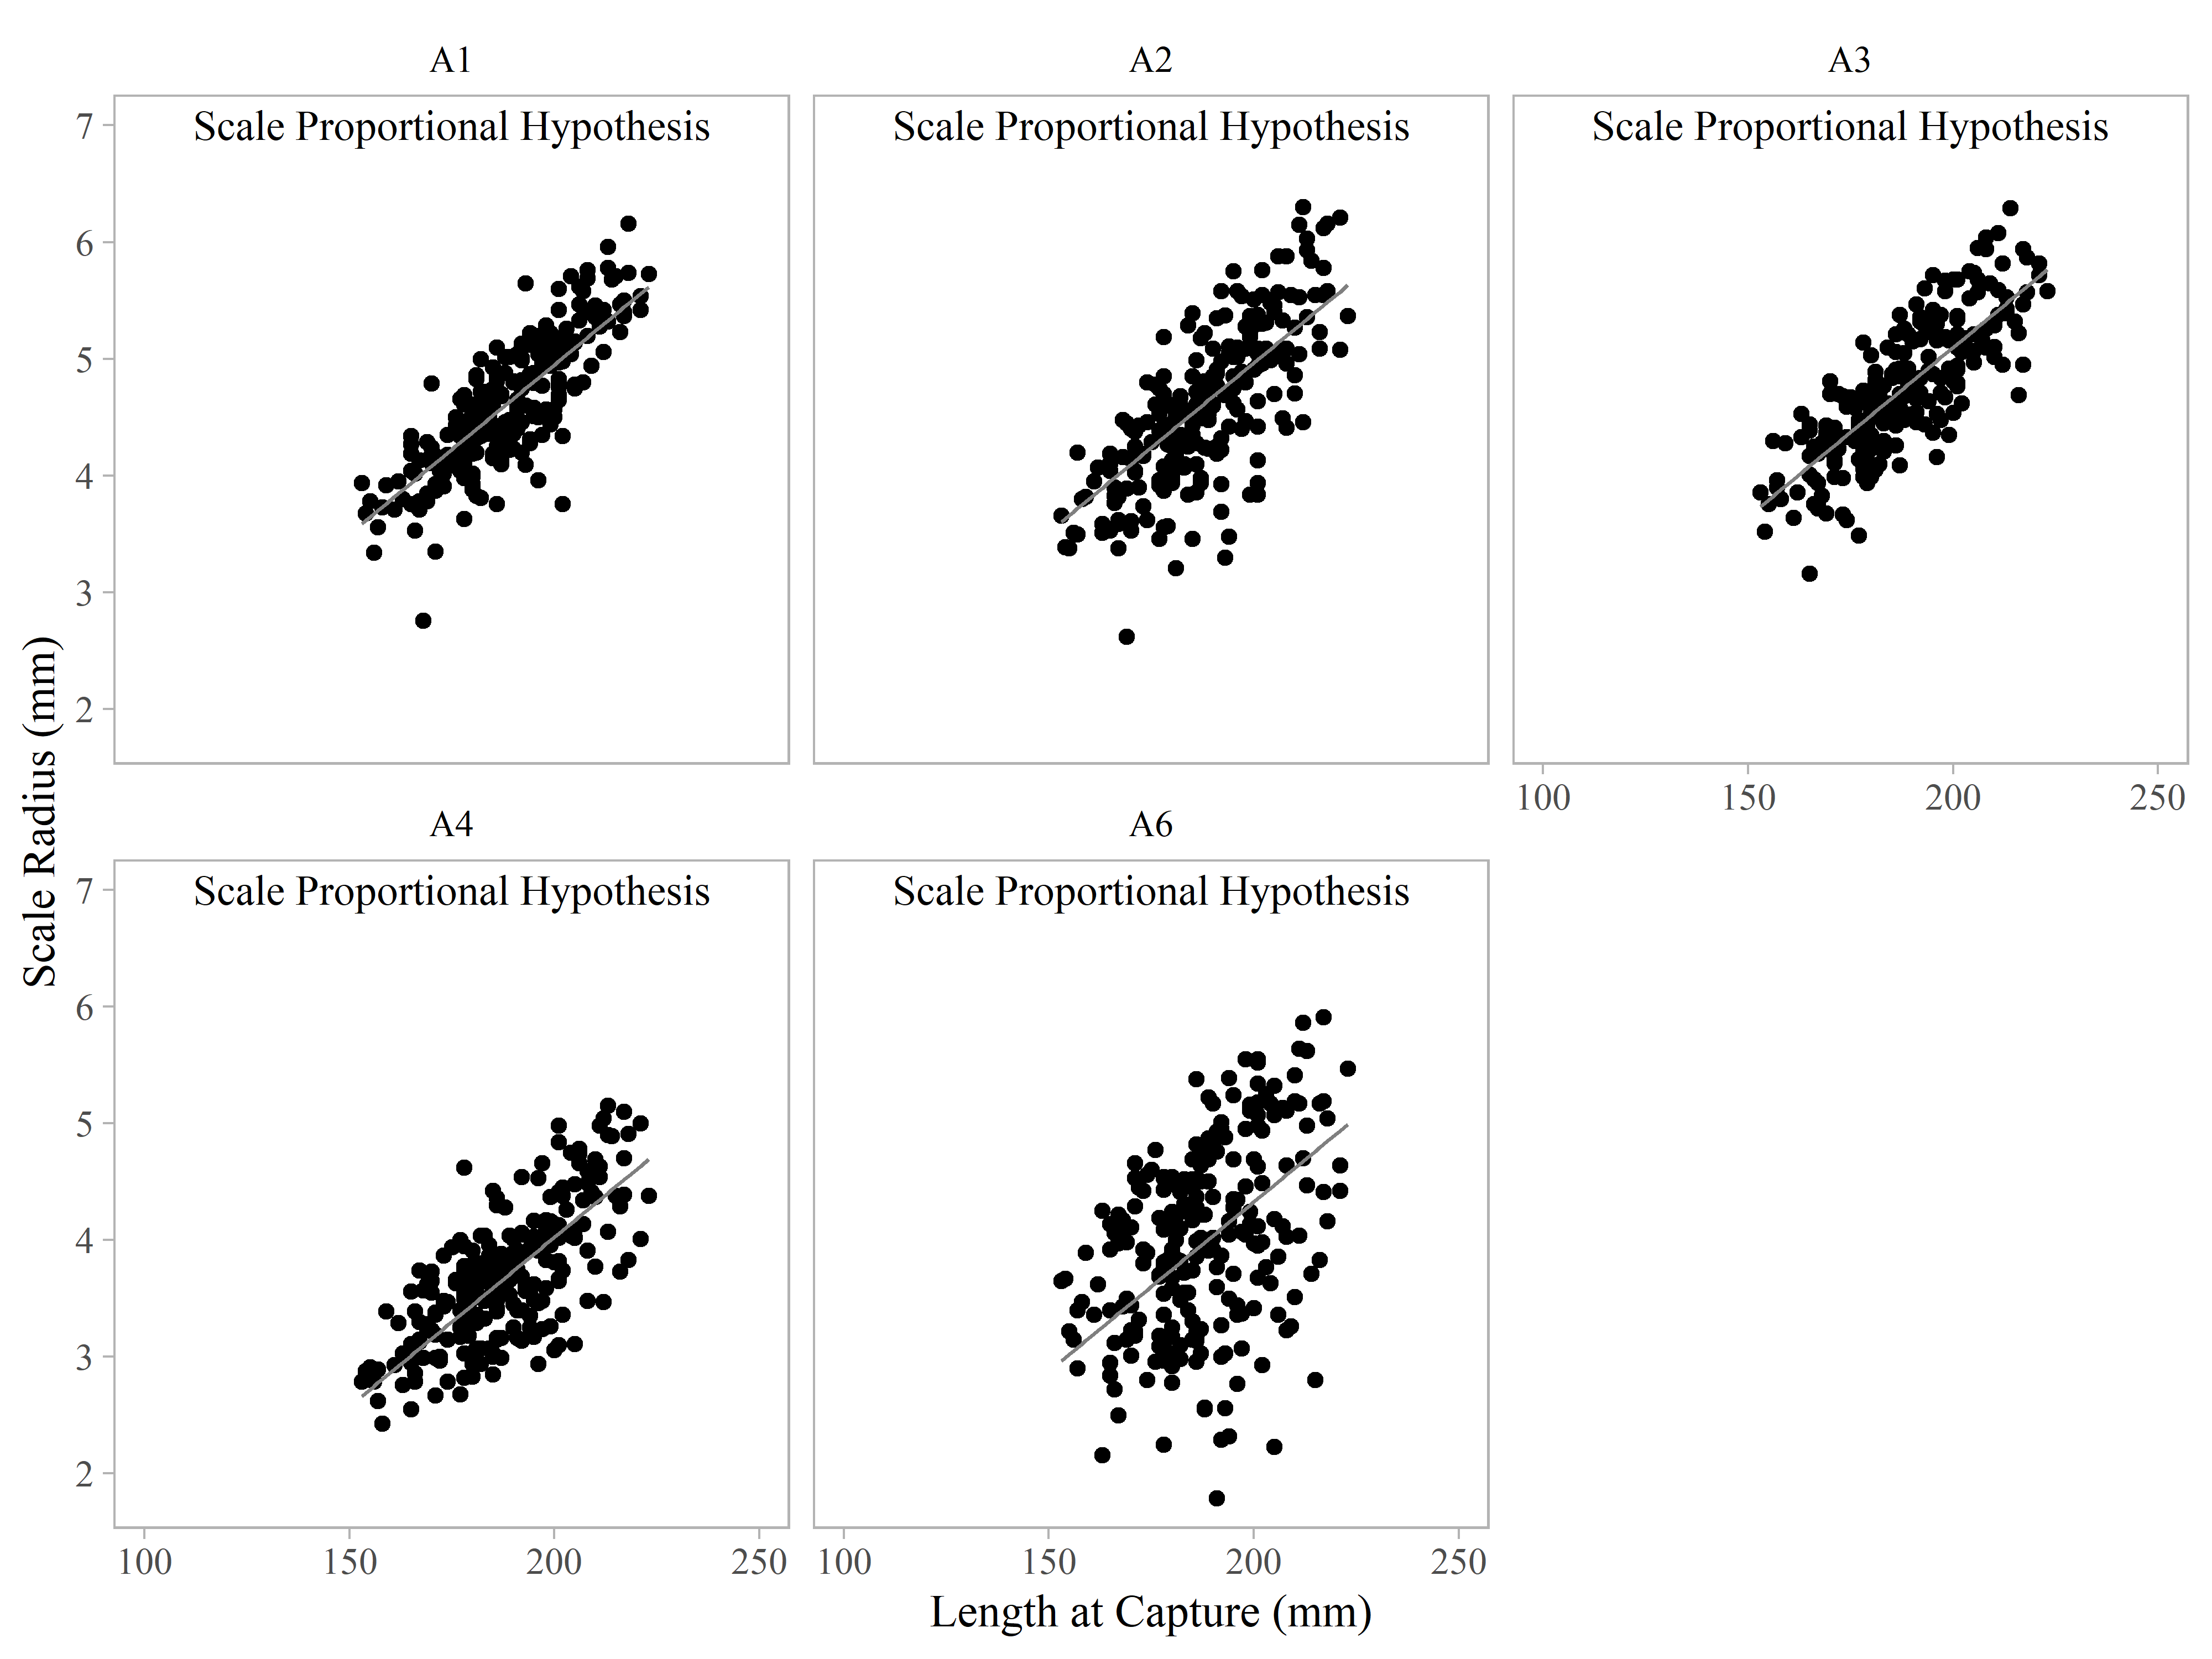 A1
A2
A3
Scale Proportional Hypothesis
Scale Proportional Hypothesis
Scale Proportional Hypothesis
7
6
5
4
3
2
100 150 200 250
Scale Radius (mm)
A4
A6
Scale Proportional Hypothesis
Scale Proportional Hypothesis
7
6
5
4
3
2
100 150 200 250
100 150 200 250
Length at Capture (mm)